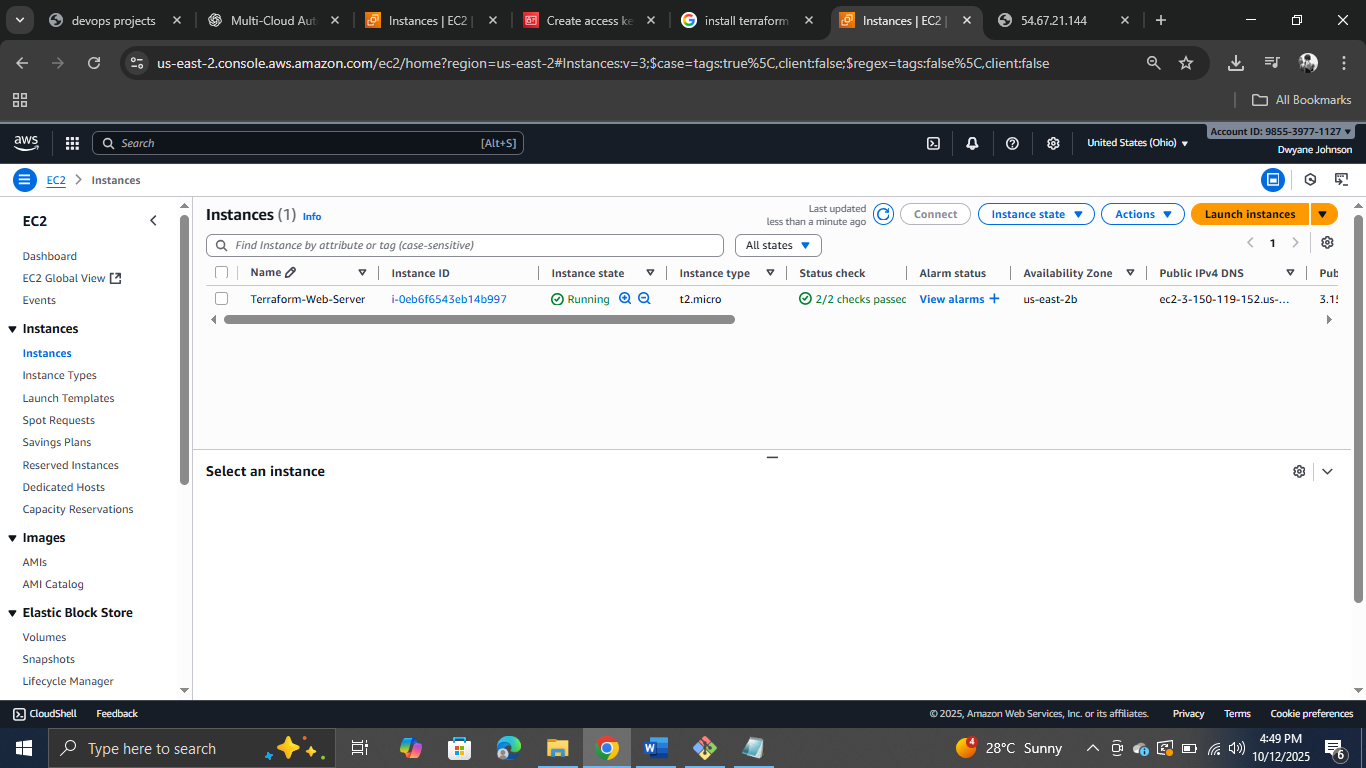 devops projects
Multi-Cloud Aut
Instances | EC2 |
Create access ke
install terraform
Instances | EC2 |
54.67.21.144
us-east-2.console.aws.amazon.com/ec2/home?region=us-east-2#Instances:v=3;$case=tags:true%5C,client:false;$regex=tags:false%5C,client:false
All Bookmarks
aws
Search
[Alt+S]
United States (Ohio)
Account ID: 9855-3977-1127
Dwyane Johnson
EC2
Instances
EC2
Dashboard
EC2 Global View
Events
Instances
Instances
Instance Types
Launch Templates
Spot Requests
Savings Plans
Reserved Instances
Dedicated Hosts
Capacity Reservations
Images
AMIs
AMI Catalog
Elastic Block Store
Volumes
Snapshots
Lifecycle Manager
Instances (1) Info
Last updated
less than a minute ago
Connect
Instance state
Actions
Launch instances
Find Instance by attribute or tag (case-sensitive)
All states
1
Name
Instance ID
Instance state
Instance type
Status check
Alarm status
Availability Zone
Public IPv4 DNS
Pub
Terraform-Web-Server
i-0eb6f6543eb14b997
Running
t2.micro
2/2 checks passec
View alarms +
us-east-2b
ec2-3-150-119-152.us-...
3.15
Select an instance
CloudShell
Feedback
© 2025, Amazon Web Services, Inc. or its affiliates.
Privacy
Terms
Cookie preferences
Type here to search
4
28°C Sunny
4:49 PM
10/12/2025
6